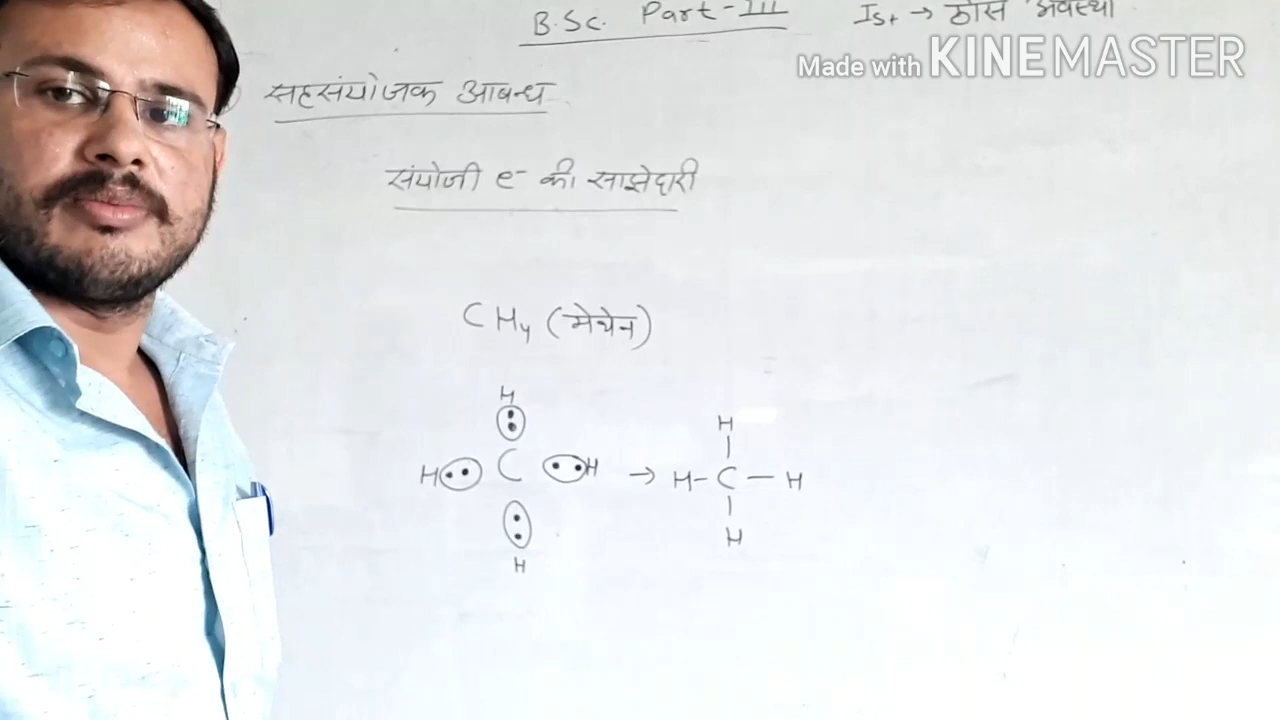 B.Sc. Part-III Ist → ठोस अवस्था
Made with KINEMASTER
सहसंयोजक आबन्ध
संयोजी e- की साझेदारी
CH4 (मेथेन)
H
H C H
H
→
H
H-C-H
H